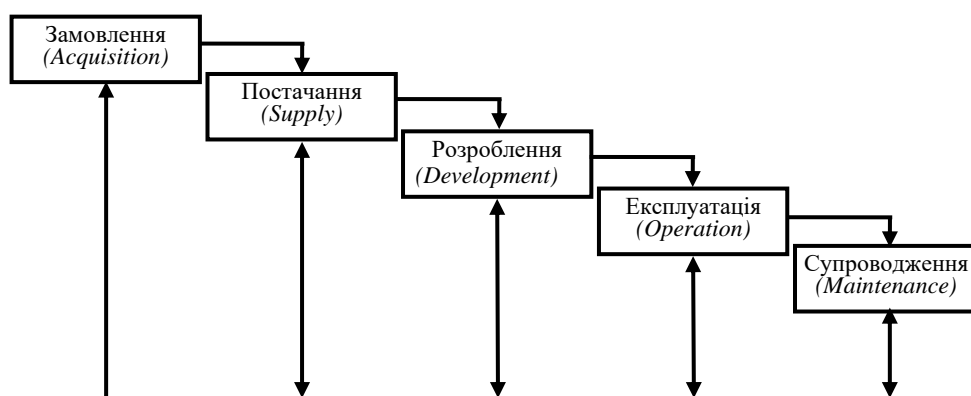 Замовлення
(Acquisition)
Постачання
(Supply)
Розроблення
(Development)
Експлуатація
(Operation)
Супроводження
(Maintenance)